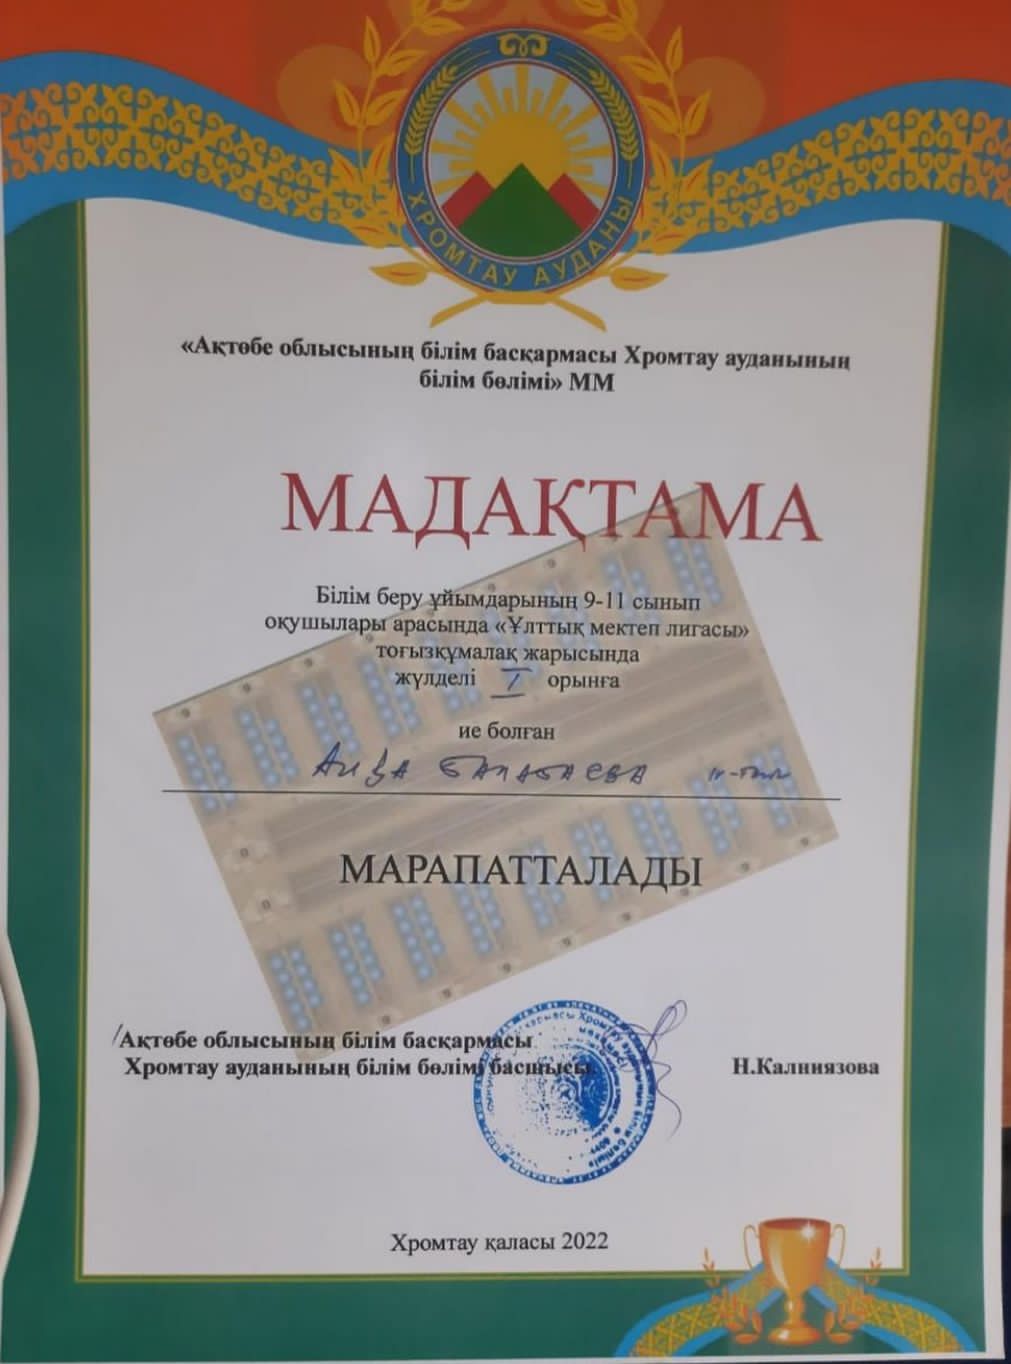 ХРОМТАУ АУДАНЫ
«Ақтөбе облысының білім басқармасы Хромтау ауданының
білім бөлімі» ММ
МАДАҚТАМА
Білім беру ұйымдарының 9-11 сынып
оқушылары арасында «Ұлттық мектеп лигасы»
тоғызқұмалақ жарысында
жүлделі I орынға
ие болған
МАРАПАТТАЛАДЫ
Ақтөбе облысының білім басқармасы
Хромтау ауданының білім бөлімі басшысы
Н.Калниязова
Хромтау қаласы 2022